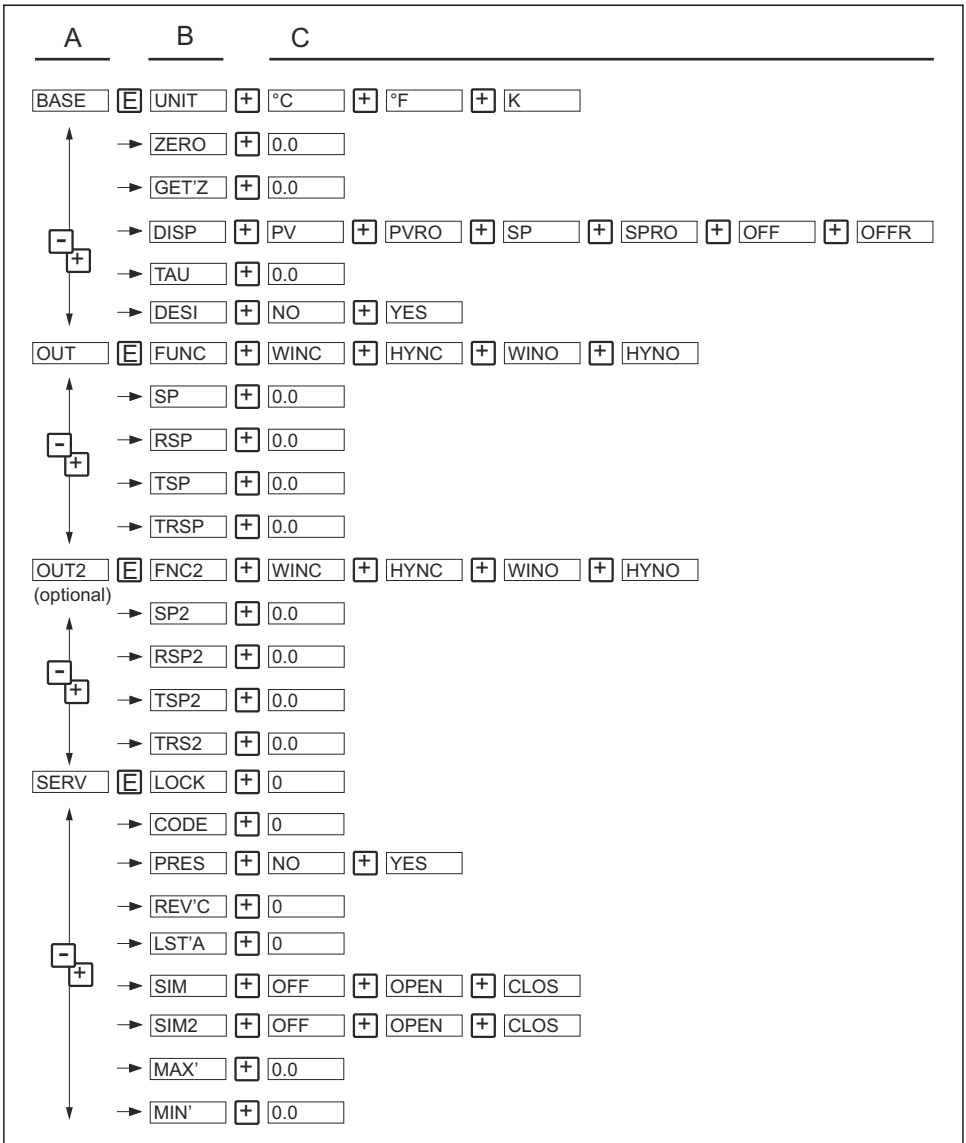 A B C
BASE E UNIT + °C + °F + K
ZERO + 0.0
GET'Z + 0.0
DISP + PV + PVRO + SP + SPRO + OFF + OFFR
- +
TAU + 0.0
DESI + NO + YES
OUT E FUNC + WINC + HYNC + WINO + HYNO
SP + 0.0
RSP + 0.0
- +
TSP + 0.0
TRSP + 0.0
OUT2 E FNC2 + WINC + HYNC + WINO + HYNO
(optional)
SP2 + 0.0
RSP2 + 0.0
- +
TSP2 + 0.0
TRS2 + 0.0
SERV E LOCK + 0
CODE + 0
PRES + NO + YES
REV'C + 0
LST'A + 0
- +
SIM + OFF + OPEN + CLOS
SIM2 + OFF + OPEN + CLOS
MAX' + 0.0
MIN' + 0.0